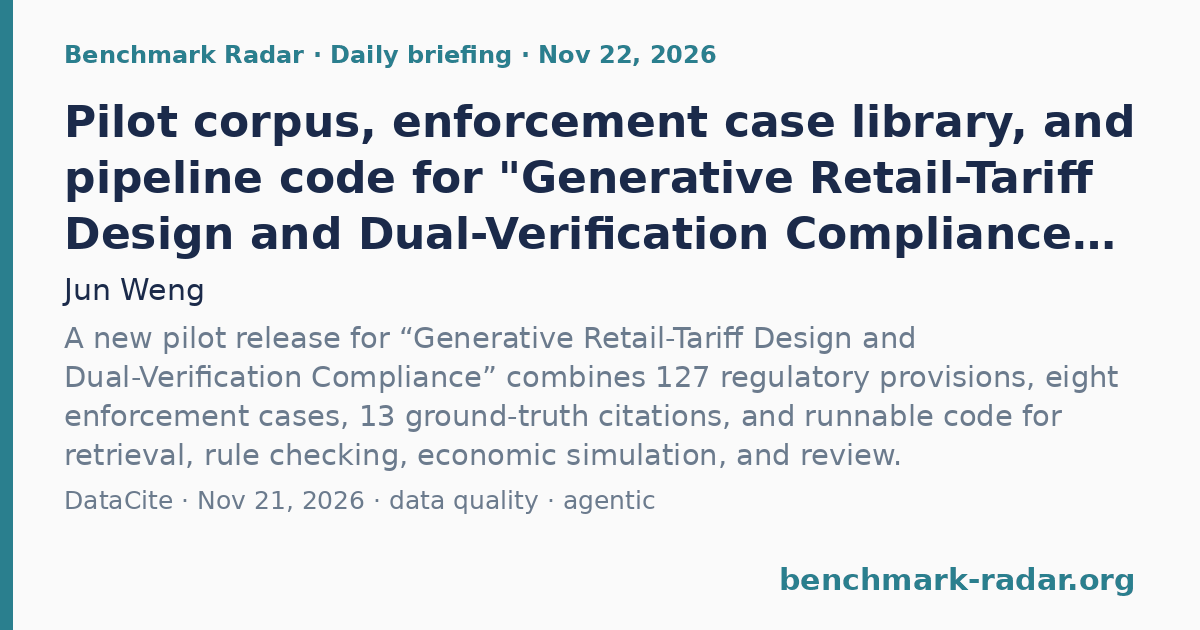 Benchmark Radar · Daily briefing · Nov 22, 2026
Pilot corpus, enforcement case library, and
pipeline code for "Generative Retail-Tariff
Design and Dual-Verification Compliance…
Jun Weng
A new pilot release for “Generative Retail-Tariff Design and
Dual-Verification Compliance” combines 127 regulatory provisions, eight
enforcement cases, 13 ground-truth citations, and runnable code for
retrieval, rule checking, economic simulation, and review.
DataCite · Nov 21, 2026 · data quality · agentic
benchmark-radar.org